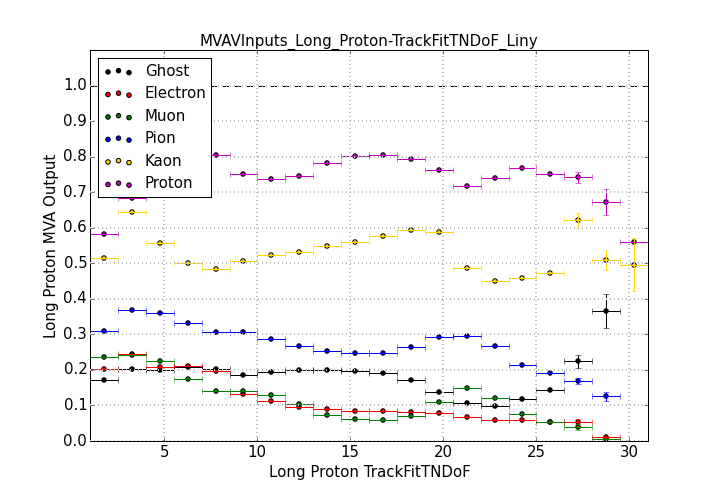 MVAVInputs_Long_Proton-TrackFitTNDoF_Liny
Long Proton MVA Output
1.0
0.9
0.8
0.7
0.6
0.5
0.4
0.3
0.2
0.1
0.0
Ghost
Electron
Muon
Pion
Kaon
Proton
5 10 15 20 25 30
Long Proton TrackFitTNDoF